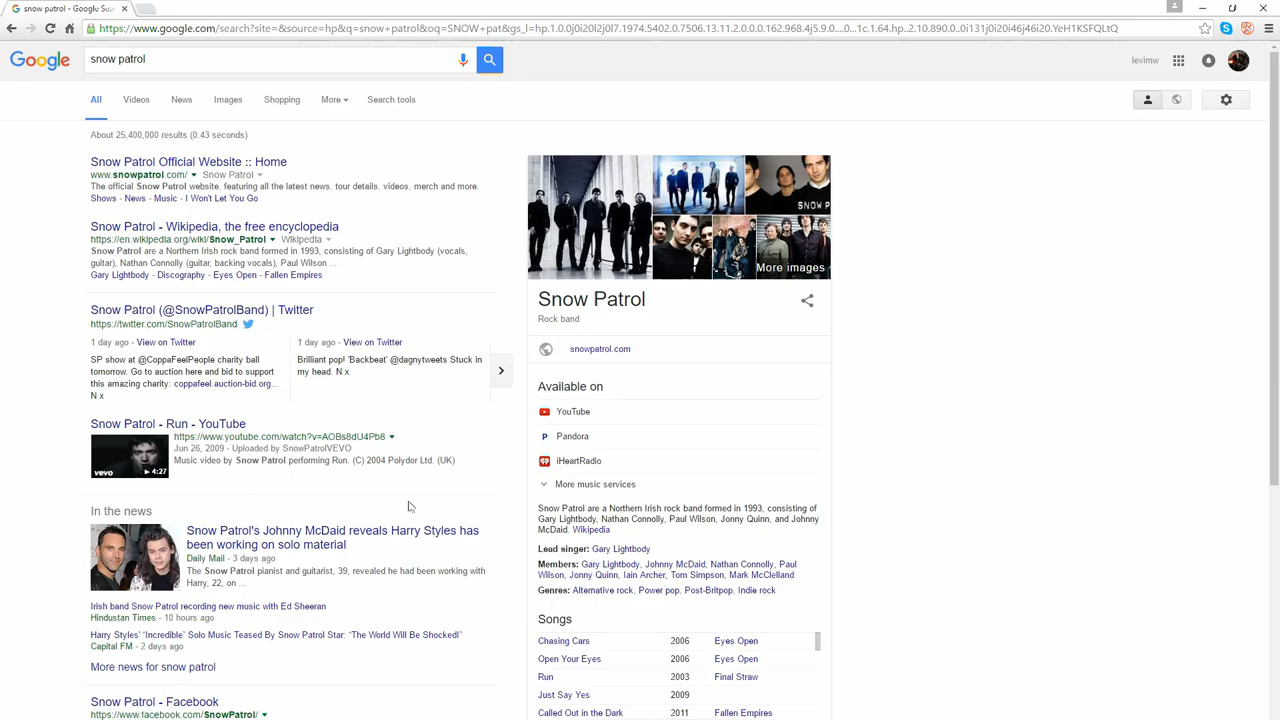 snow patrol - Google Sea
https://www.google.com/search?site=&source=hp&q=snow+patrol&oq=SNOW+pat&gs_l=hp.1.0.0j0i20l2j0l7.1974.5402.0.7506.13.11.2.0.0.0.162.968.4j5.9.0....0...1c.1.64.hp..2.10.890.0..0i131j0i20i46j46i20.YeH1KSFQLtQ
Google
snow patrol
levimw
All Videos News Images Shopping More Search tools
About 25,400,000 results (0.43 seconds)
Snow Patrol Official Website :: Home
www.snowpatrol.com/ Snow Patrol
The official Snow Patrol website, featuring all the latest news, tour details, videos, merch and more.
Shows - News - Music - I Won't Let You Go
Snow Patrol - Wikipedia, the free encyclopedia
https://en.wikipedia.org/wiki/Snow_Patrol Wikipedia
Snow Patrol are a Northern Irish rock band formed in 1993, consisting of Gary Lightbody (vocals,
guitar), Nathan Connolly (guitar, backing vocals), Paul Wilson ...
Gary Lightbody - Discography - Eyes Open - Fallen Empires
Snow Patrol (@SnowPatrolBand) | Twitter
https://twitter.com/SnowPatrolBand
1 day ago - View on Twitter
SP show at @CoppaFeelPeople charity ball
tomorrow. Go to auction here and bid to support
this amazing charity: coppafeel.auction-bid.org...
N x
1 day ago - View on Twitter
Brilliant pop! 'Backbeat' @dagnytweets Stuck in
my head. N x
Snow Patrol - Run - YouTube
https://www.youtube.com/watch?v=AOBs8dU4Pb8
Jun 26, 2009 - Uploaded by SnowPatrolVEVO
Music video by Snow Patrol performing Run. (C) 2004 Polydor Ltd. (UK)
vevo
4:27
In the news
Snow Patrol's Johnny McDaid reveals Harry Styles has
been working on solo material
Daily Mail - 3 days ago
The Snow Patrol pianist and guitarist, 39, revealed he had been working with
Harry, 22, on ...
Irish band Snow Patrol recording new music with Ed Sheeran
Hindustan Times - 10 hours ago
Harry Styles' “Incredible” Solo Music Teased By Snow Patrol Star: “The World Will Be Shocked!”
Capital FM - 2 days ago
More news for snow patrol
Snow Patrol - Facebook
https://www.facebook.com/SnowPatrol/
SNOW P
More images
Snow Patrol
Rock band
snowpatrol.com
Available on
YouTube
Pandora
iHeartRadio
More music services
Snow Patrol are a Northern Irish rock band formed in 1993, consisting of
Gary Lightbody, Nathan Connolly, Paul Wilson, Jonny Quinn, and Johnny
McDaid. Wikipedia
Lead singer: Gary Lightbody
Members: Gary Lightbody, Johnny McDaid, Nathan Connolly, Paul
Wilson, Jonny Quinn, Iain Archer, Tom Simpson, Mark McClelland
Genres: Alternative rock, Power pop, Post-Britpop, Indie rock
Songs
Chasing Cars 2006 Eyes Open
Open Your Eyes 2006 Eyes Open
Run 2003 Final Straw
Just Say Yes 2009
Called Out in the Dark 2011 Fallen Empires